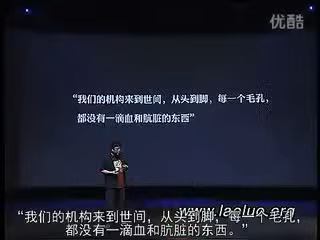 优酷
“我们的机构来到世间，从头到脚，每一个毛孔，
都没有一滴血和肮脏的东西”
www.laoluo.org
“我们的机构来到世间，从头到脚，每一个毛孔，
都没有一滴血和肮脏的东西。”